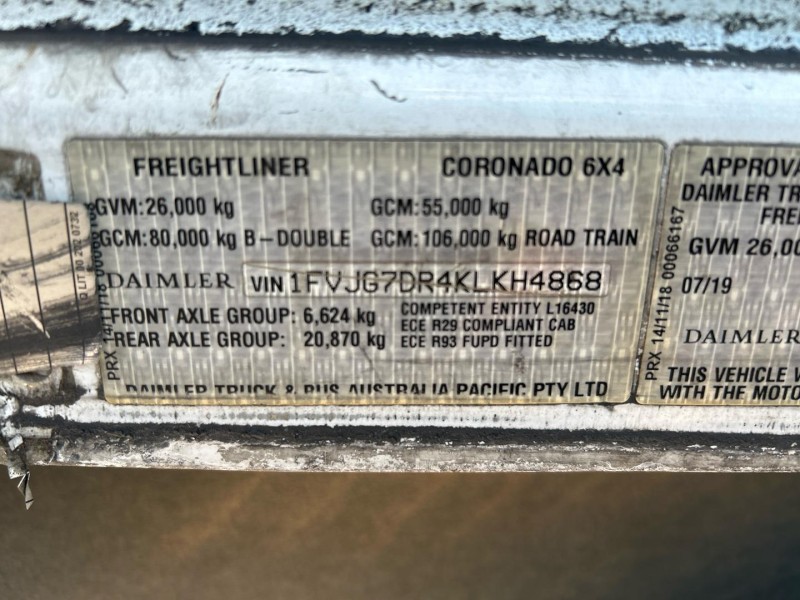 FREIGHTLINER CORONADO 6X4
GVM: 26,000 kg GCM: 55,000 kg
GCM: 80,000 kg B-DOUBLE GCM: 106,000 kg ROAD TRAIN
DAIMLER VIN 1FVJG7DR4KLKH4868
FRONT AXLE GROUP: 6,624 kg
REAR AXLE GROUP: 20,870 kg
COMPETENT ENTITY L16430
ECE R29 COMPLIANT CAB
ECE R93 FUPD FITTED
DAIMLER TRUCK & BUS AUSTRALIA PACIFIC PTY LTD
PRX 14/11/18
PRX 14/11/18 00066167
APPROVA
DAIMLER TR
FREI
GVM 26,00
07/19
DAIMLER
THIS VEHICLE W
WITH THE MOTO